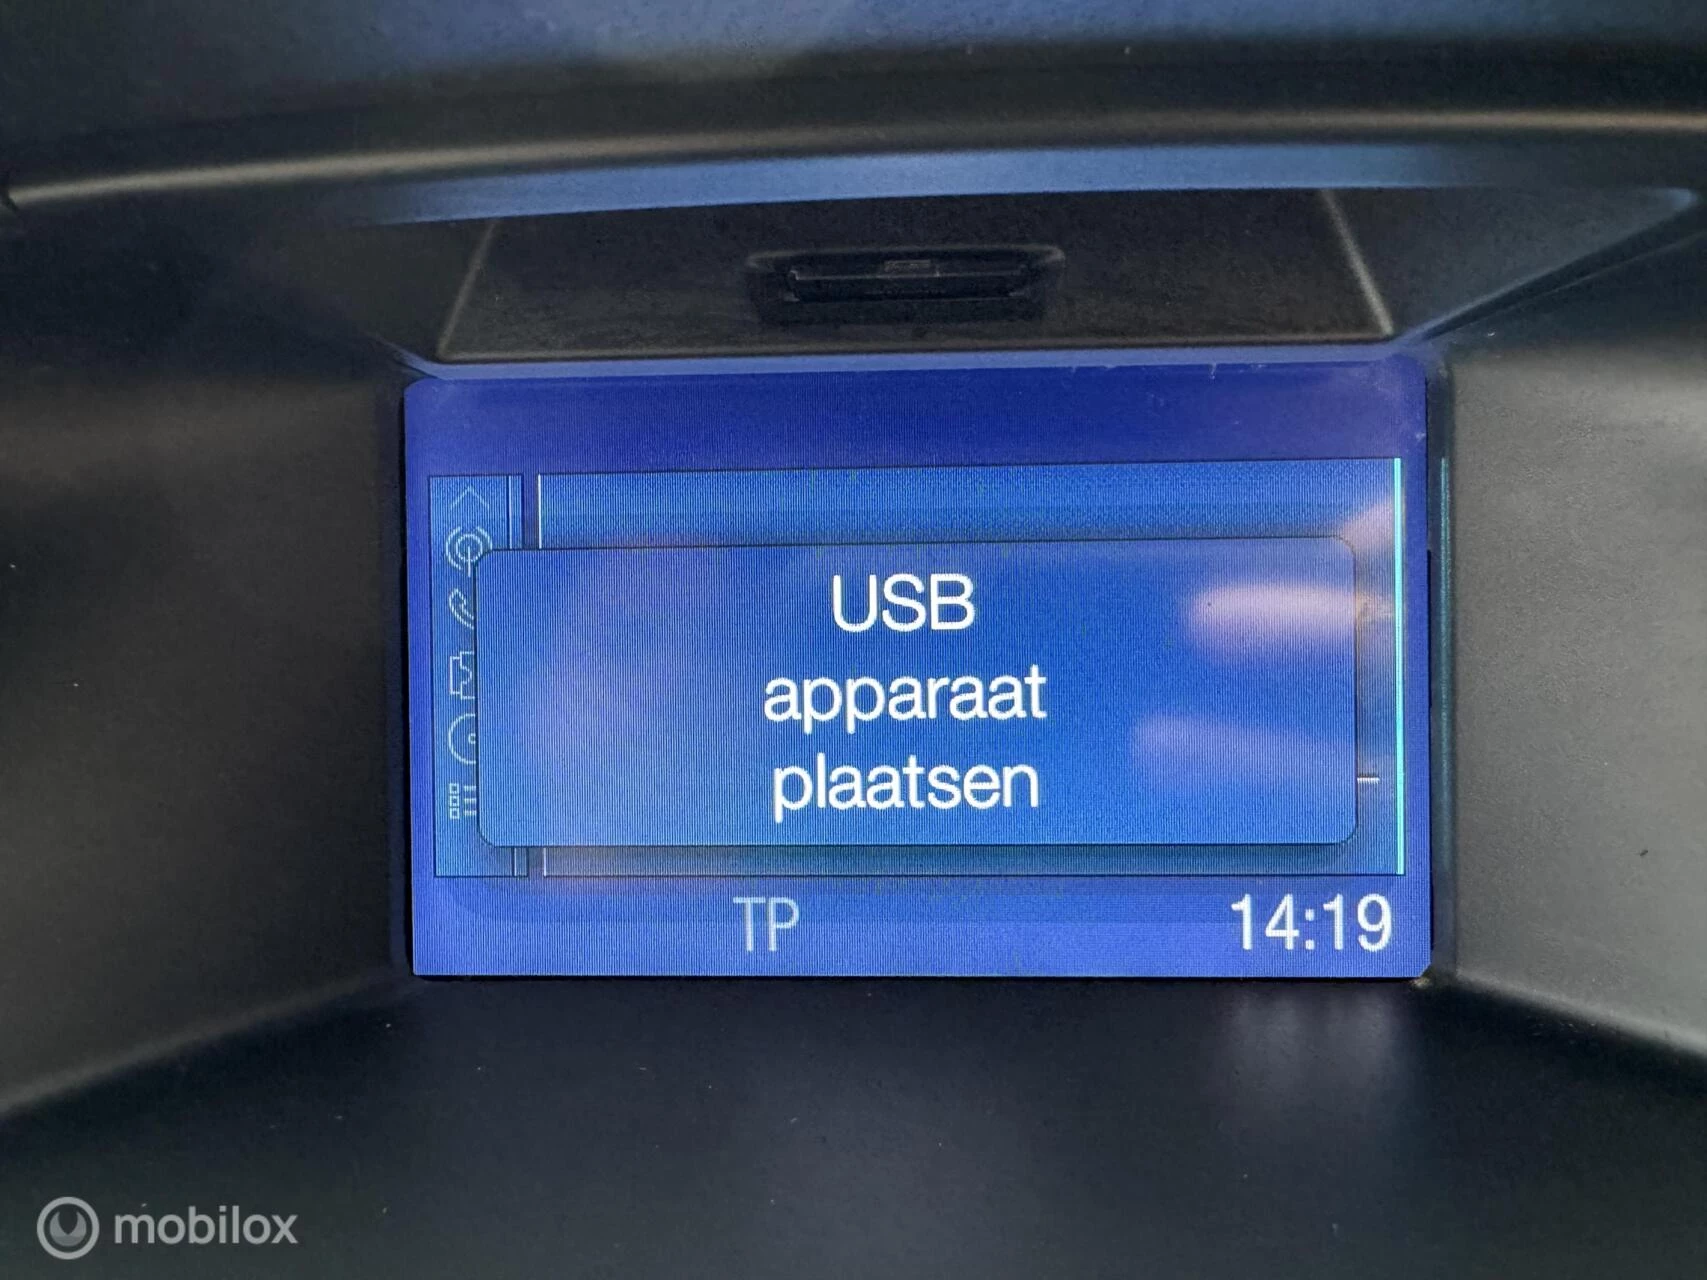 USB
apparaat
plaatsen
TP
14:19
mobilox